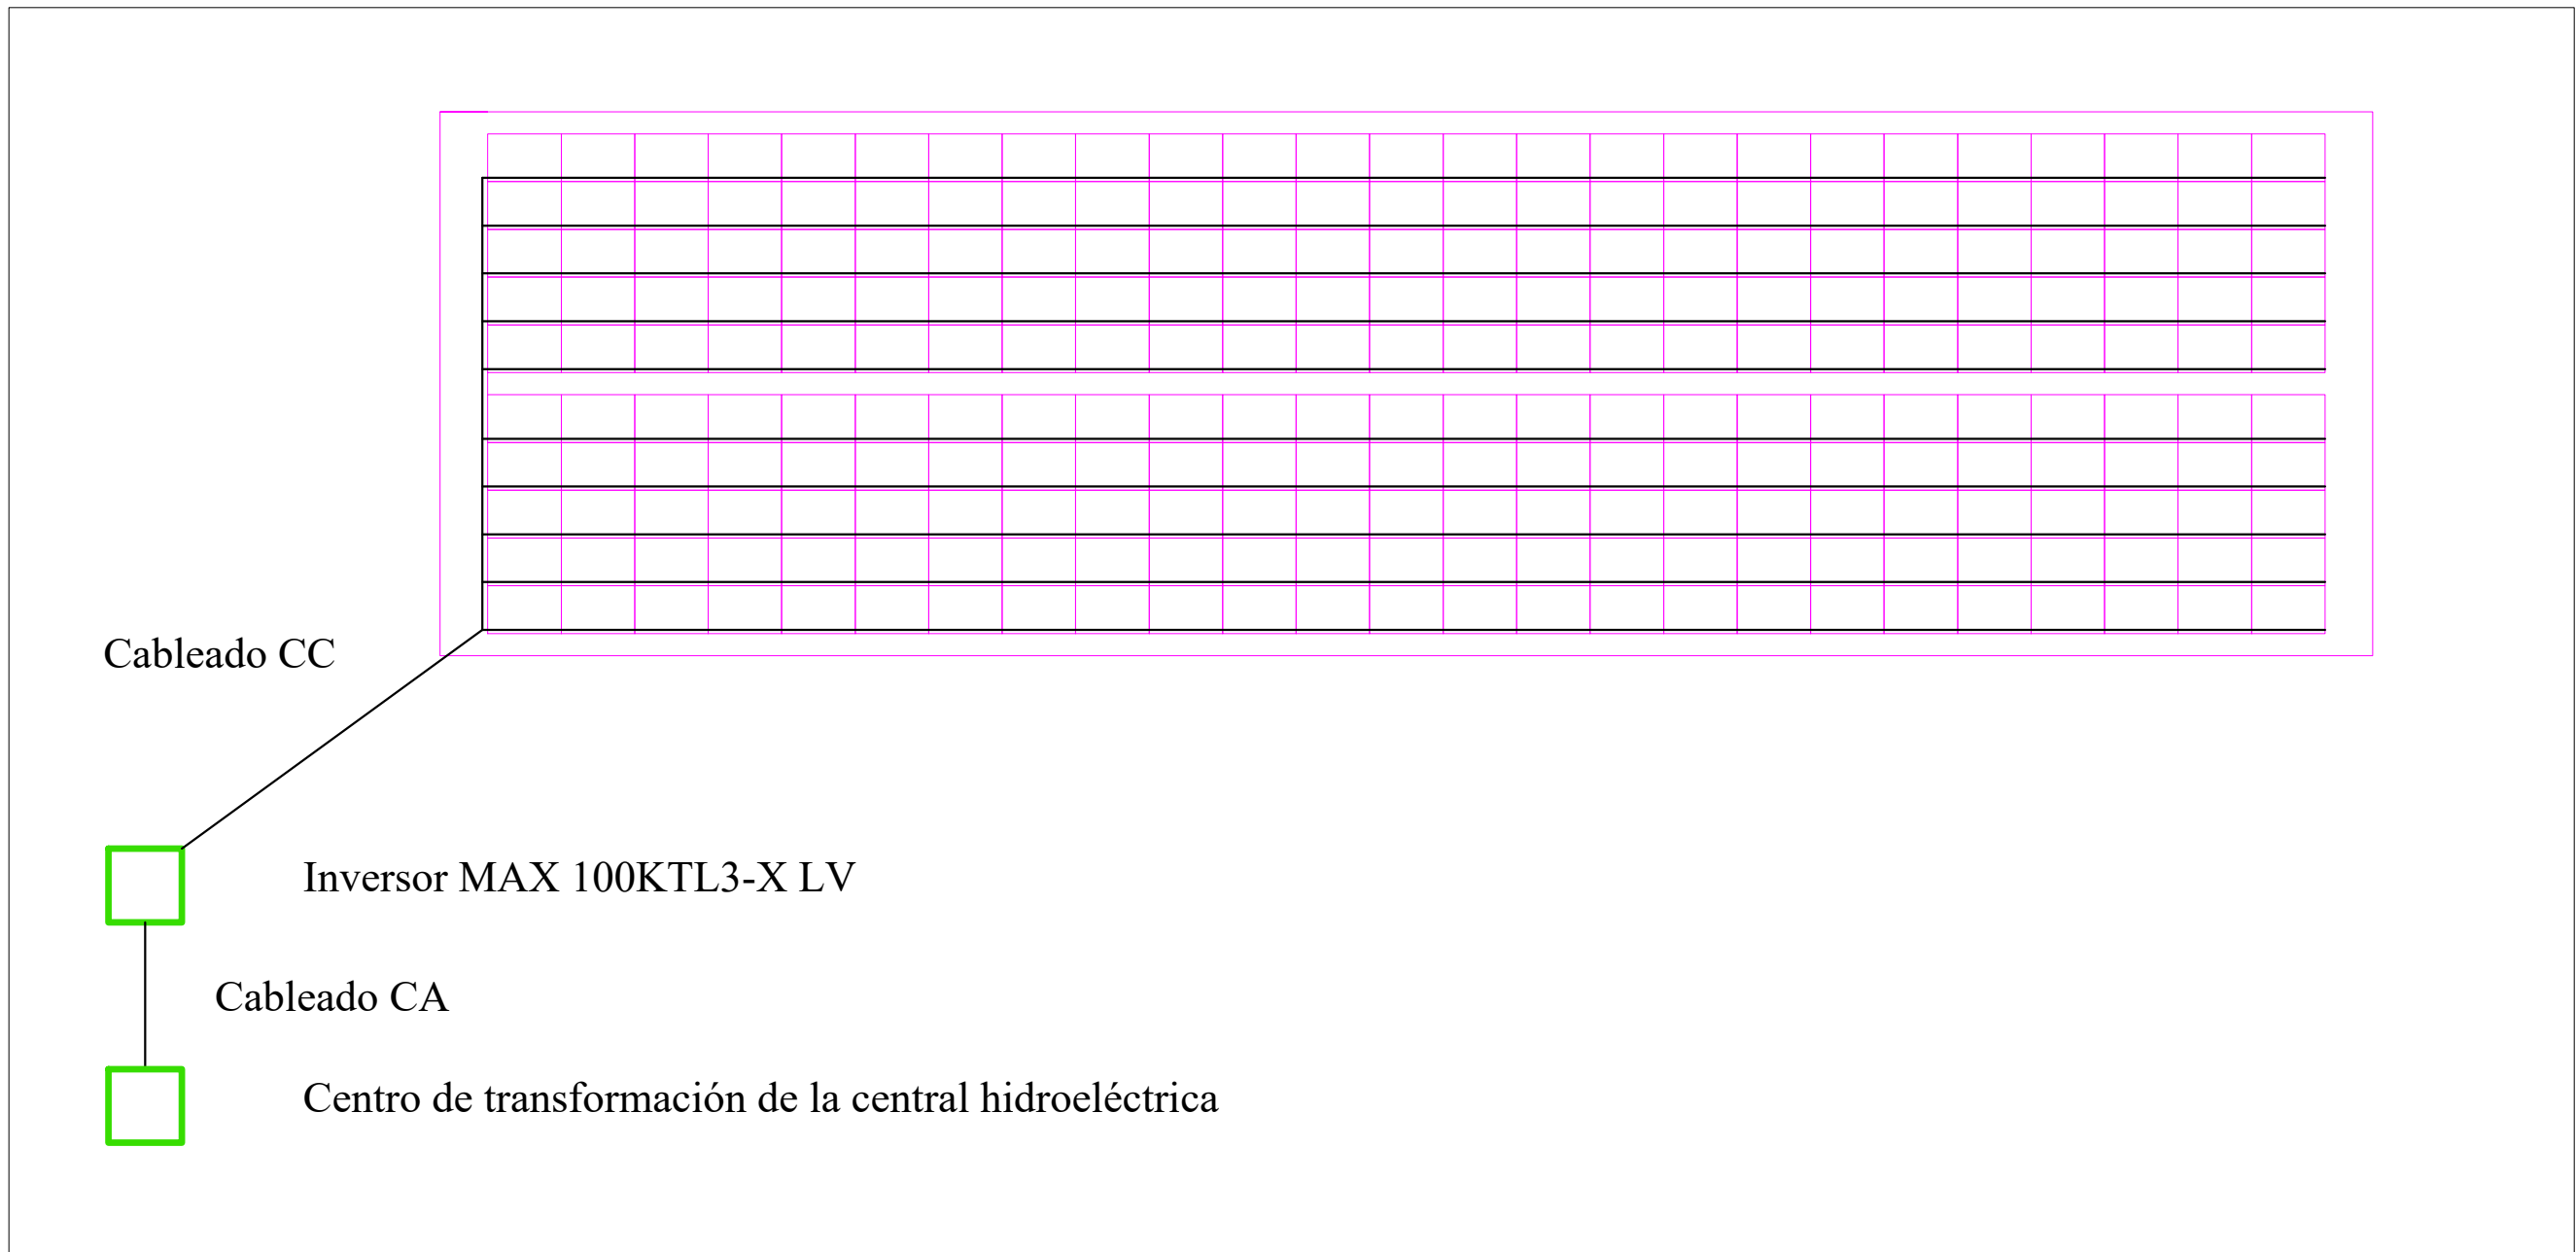 Cableado CC
Inversor MAX 100KTL3-X LV
Cableado CA
Centro de transformación de la central hidroeléctrica